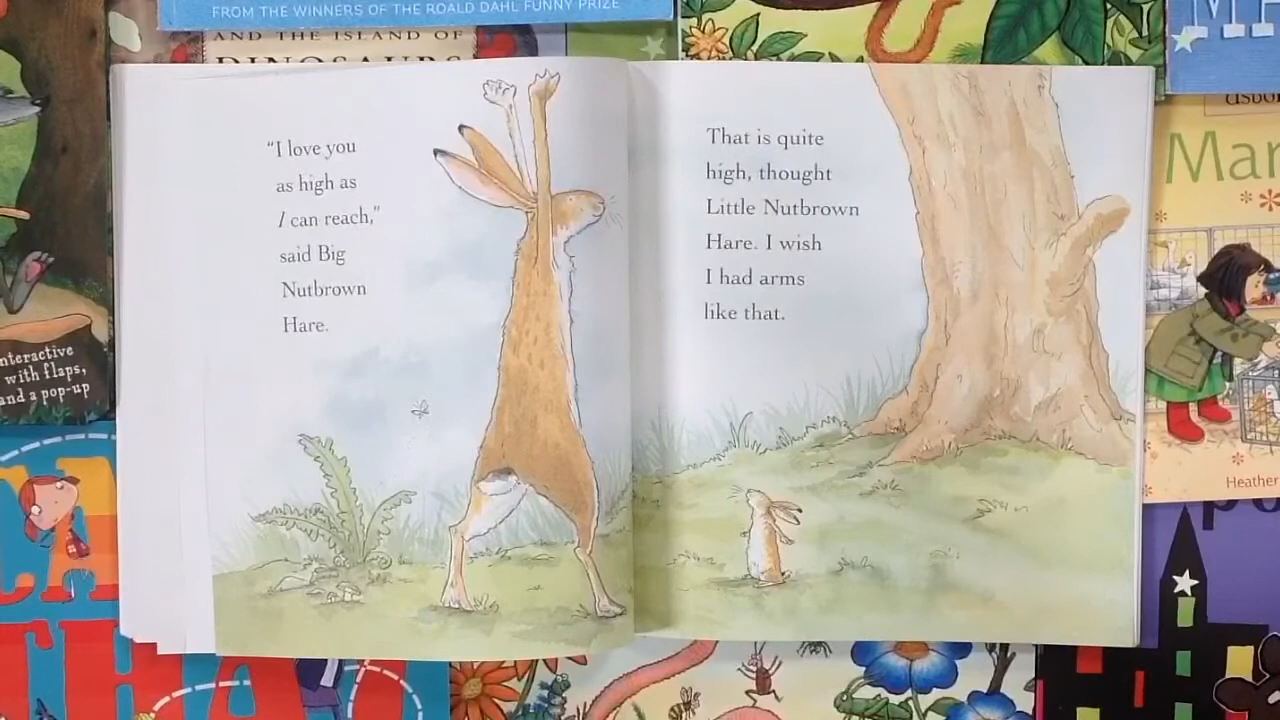 FROM THE WINNERS OF THE ROALD DAHL FUNNY PRIZE
AND THE ISLAND OF
DINOSAURS
"I love you
as high as
I can reach,"
said Big
Nutbrown
Hare.
That is quite
high, thought
Little Nutbrown
Hare. I wish
I had arms
like that.
with flaps,
and a pop-up
Heather